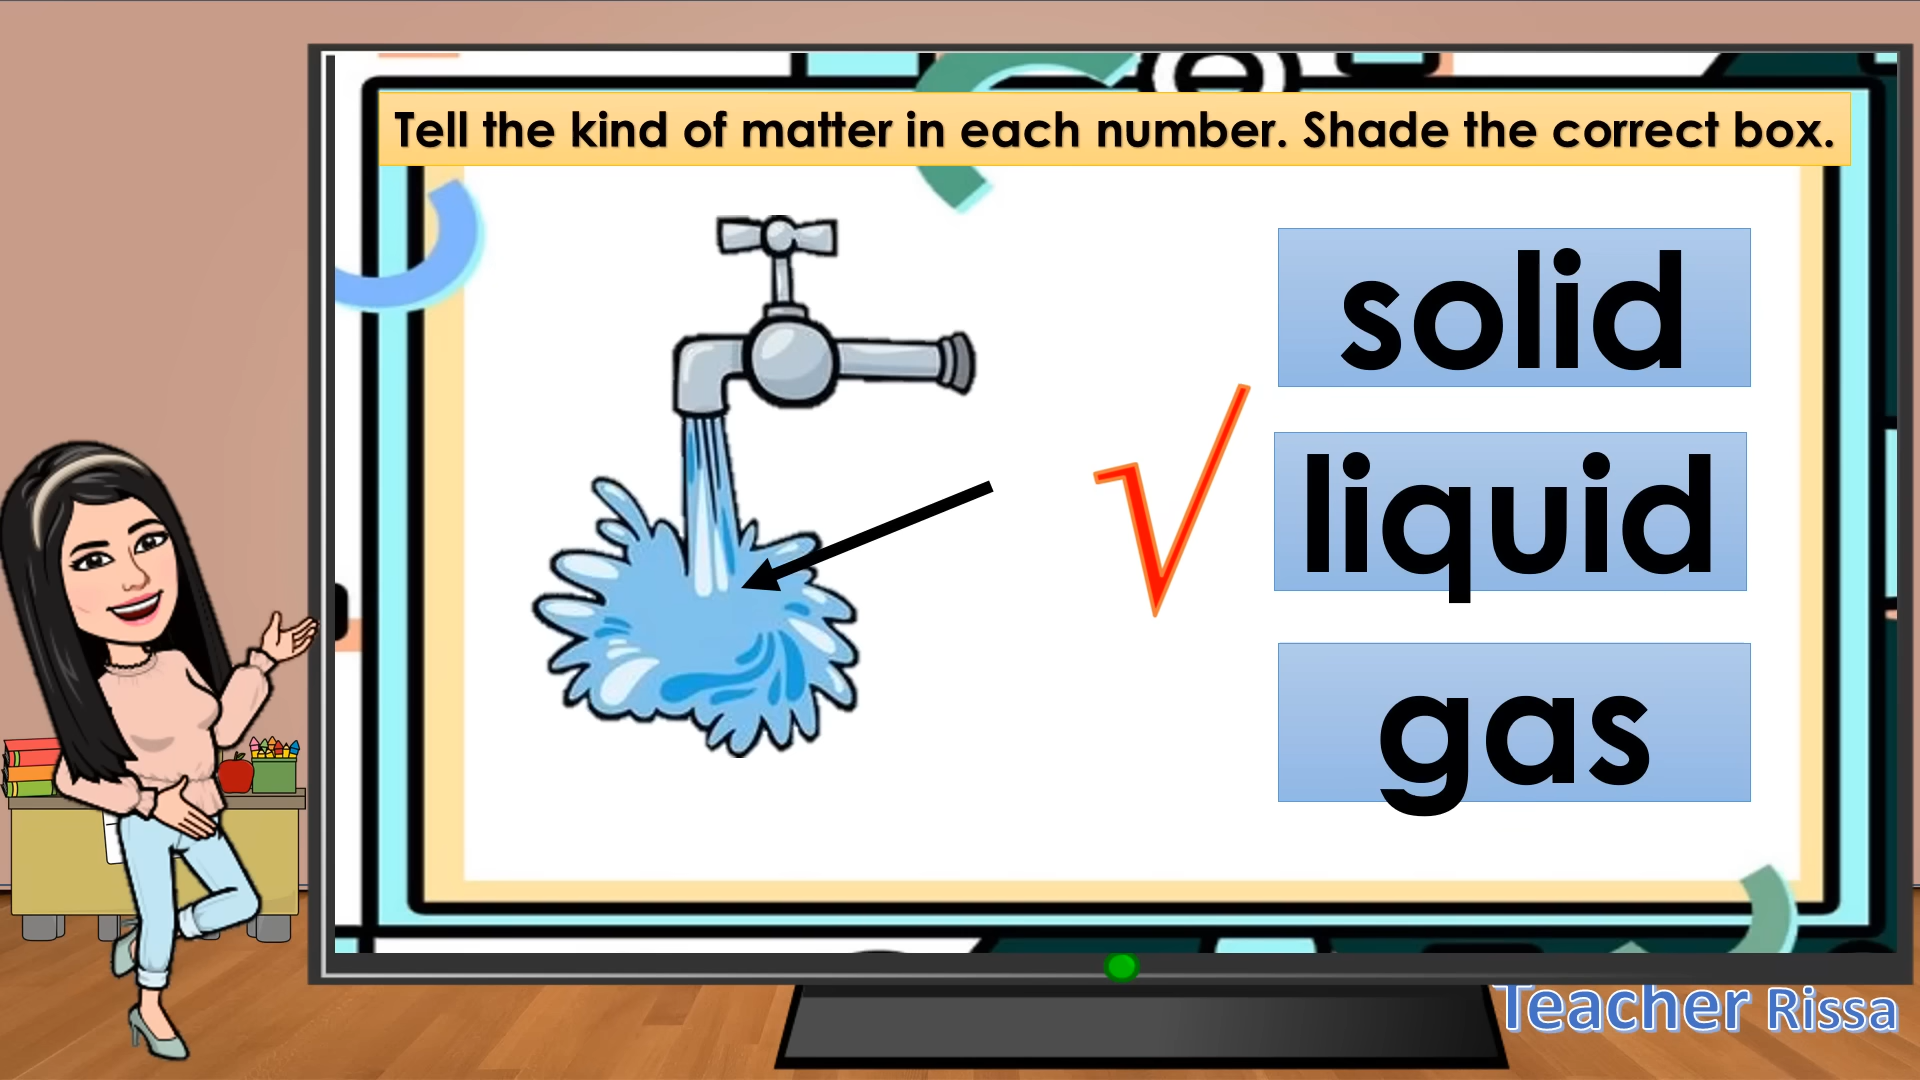 Tell the kind of matter in each number. Shade the correct box.
solid
√ liquid
gas
Teacher Rissa